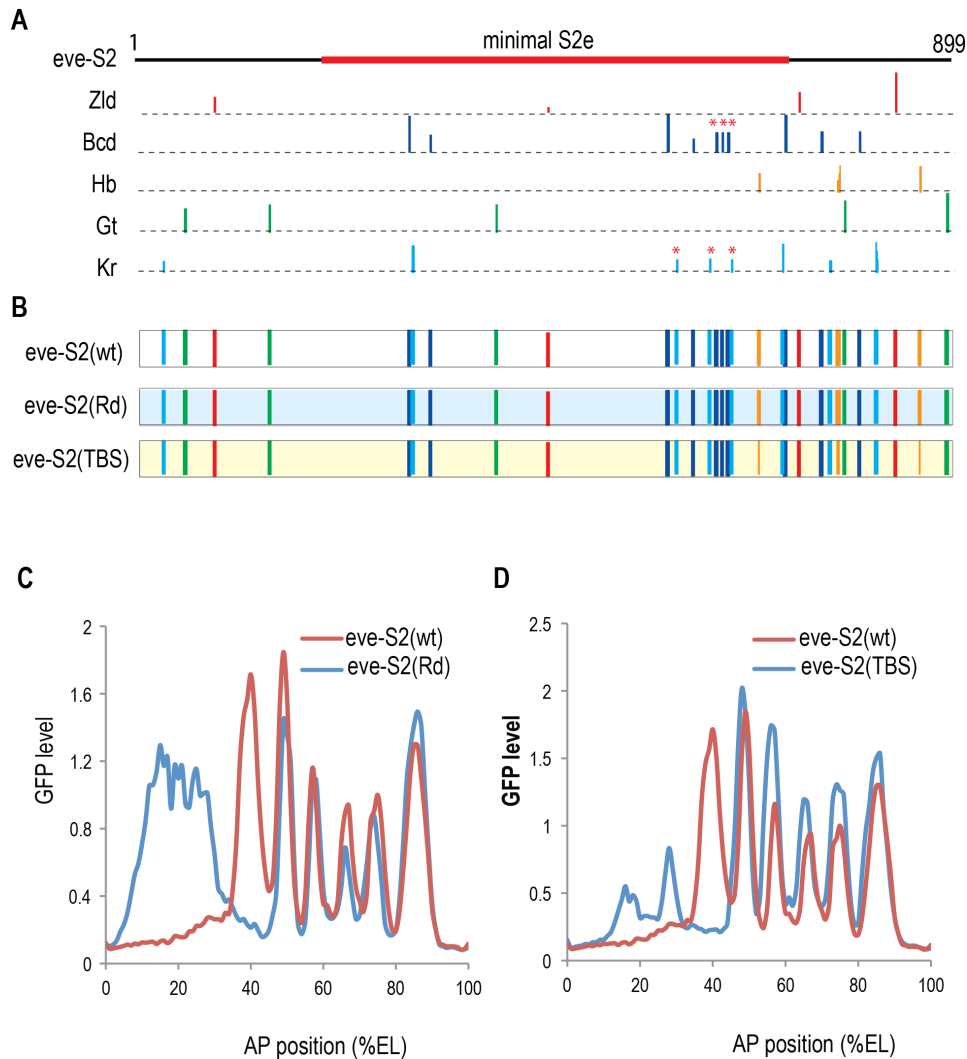 A
1
minimal S2e
899
eve-S2
Zld
* * *
Bcd
Hb
Gt
* * *
Kr
B
eve-S2(wt)
eve-S2(Rd)
eve-S2(TBS)
C
2
1.6
1.2
0.8
0.4
0
GFP level
eve-S2(wt)
eve-S2(Rd)
0 20 40 60 80 100
AP position (%EL)
D
2.5
2
1.5
1
0.5
0
GFP level
eve-S2(wt)
eve-S2(TBS)
0 20 40 60 80 100
AP position (%EL)